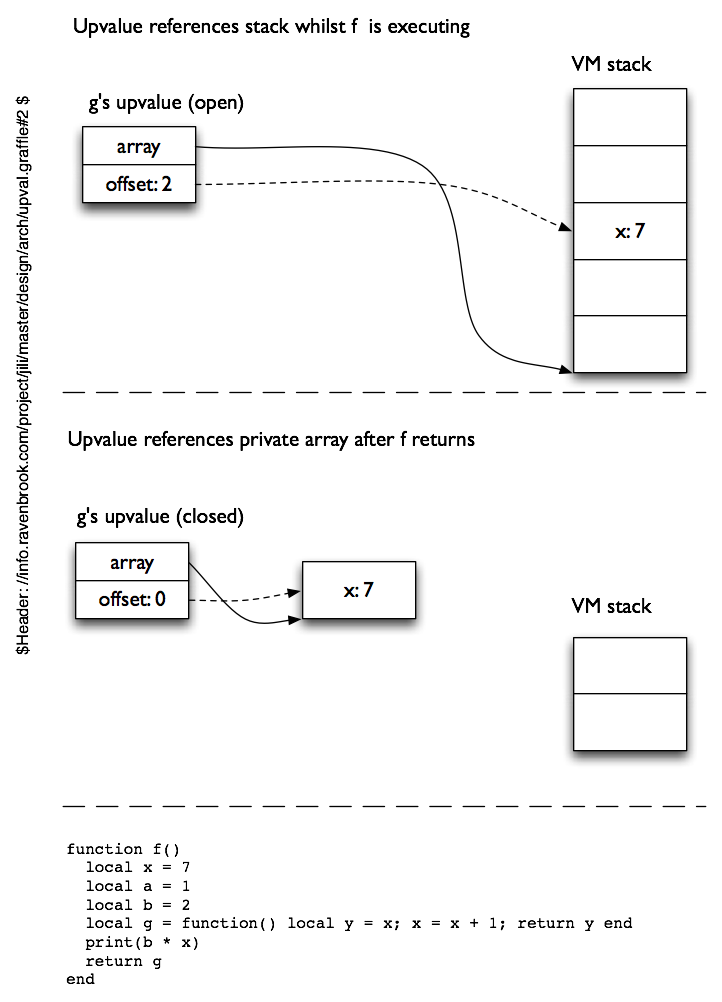 Upvalue references stack whilst f is executing
VM stack
g's upvalue (open)
array
offset: 2
x: 7
$Header: //info.ravenbrook.com/project/jili/master/design/arch/upval.graffle#2 $
Upvalue references private array after f returns
g's upvalue (closed)
array
offset: 0
x: 7
VM stack
function f()
  local x = 7
  local a = 1
  local b = 2
  local g = function() local y = x; x = x + 1; return y end
  print(b * x)
  return g
end